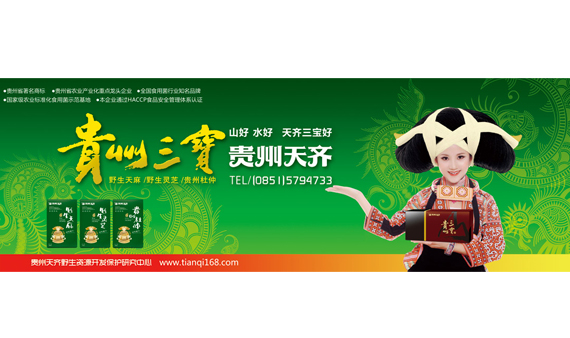 ●贵州省著名商标　●贵州省农业产业化重点龙头企业　●全国食用菌行业知名品牌
●国家级农业标准化食用菌示范基地　●本企业通过HACCP食品安全管理体系认证
貴州三寶
野生天麻 /野生灵芝 /贵州杜仲
山好 水好 天齐三宝好
贵州天齐
TEL/(0851)5794733
贵州天齐野生资源开发保护研究中心 www.tianqi168.com